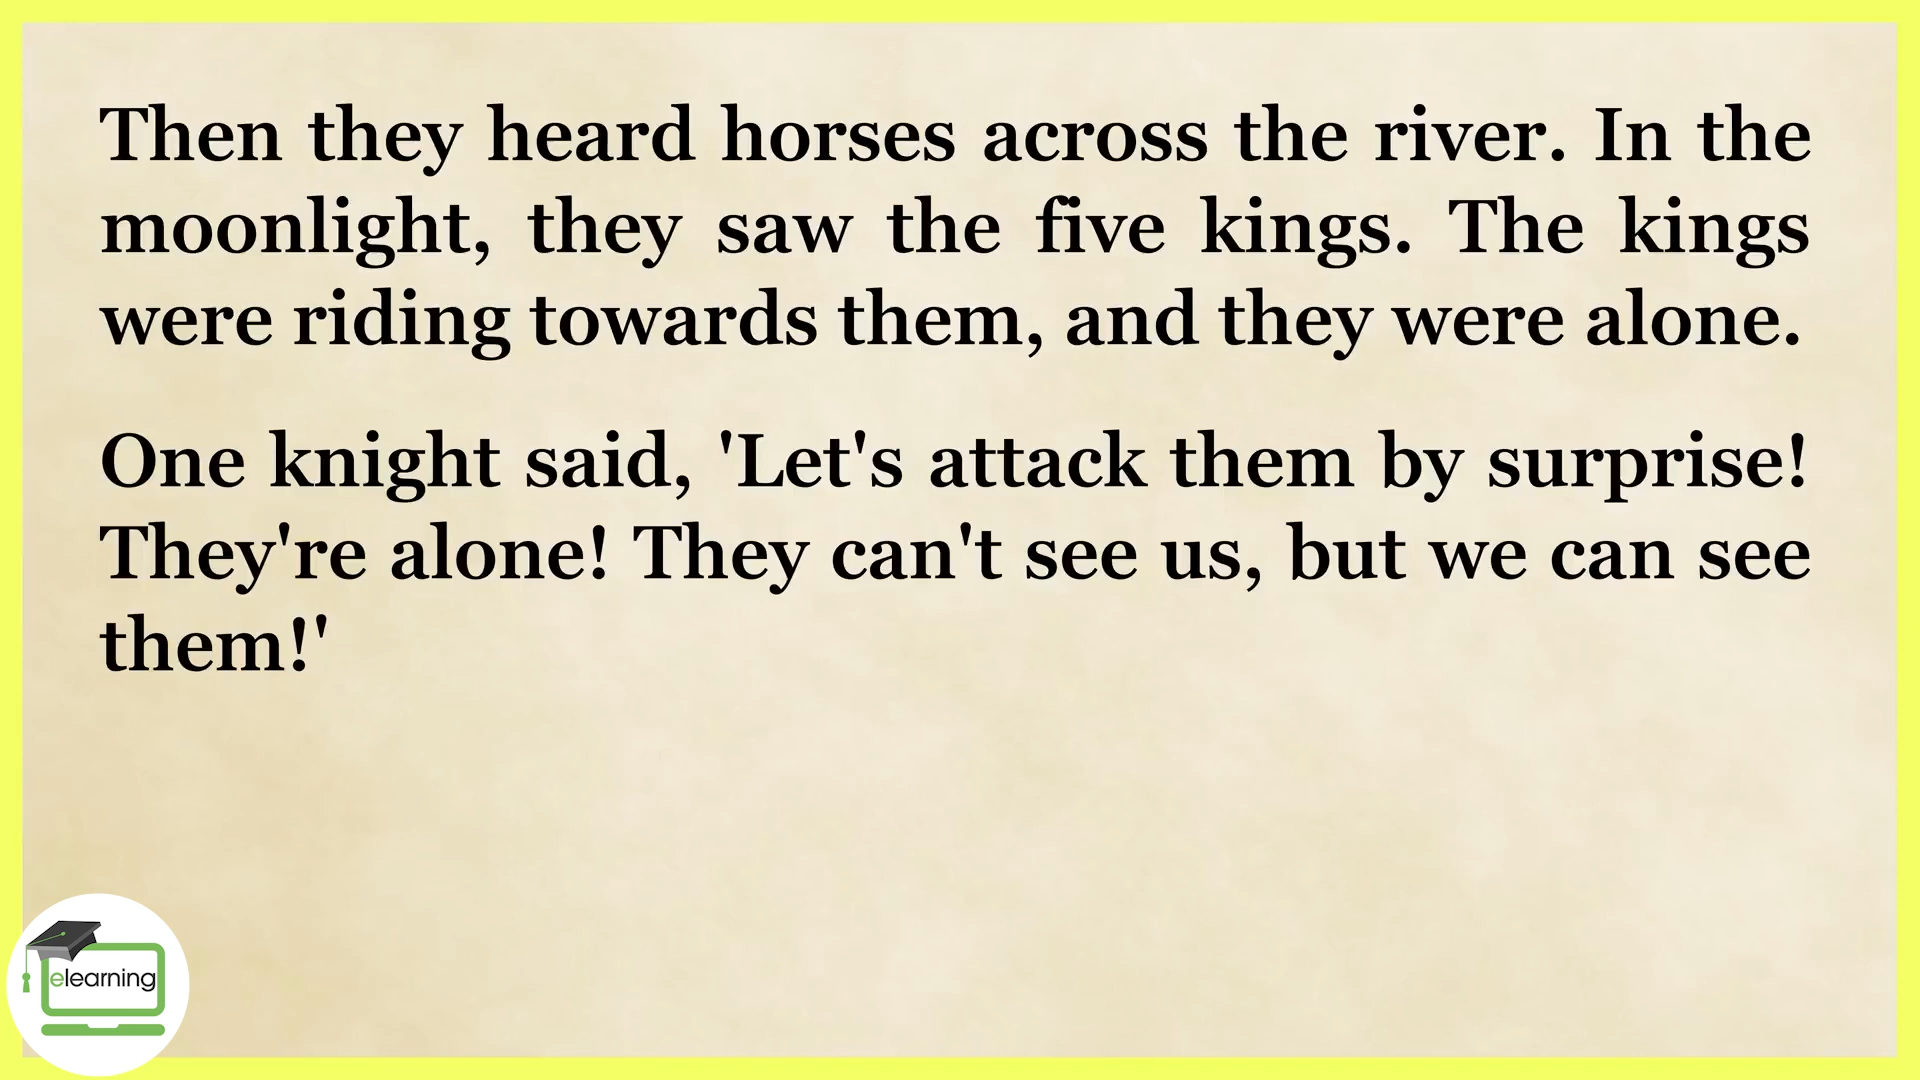 Then they heard horses across the river. In the
moonlight, they saw the five kings. The kings
were riding towards them, and they were alone.
One knight said, 'Let's attack them by surprise!
They're alone! They can't see us, but we can see
them!'
elearning